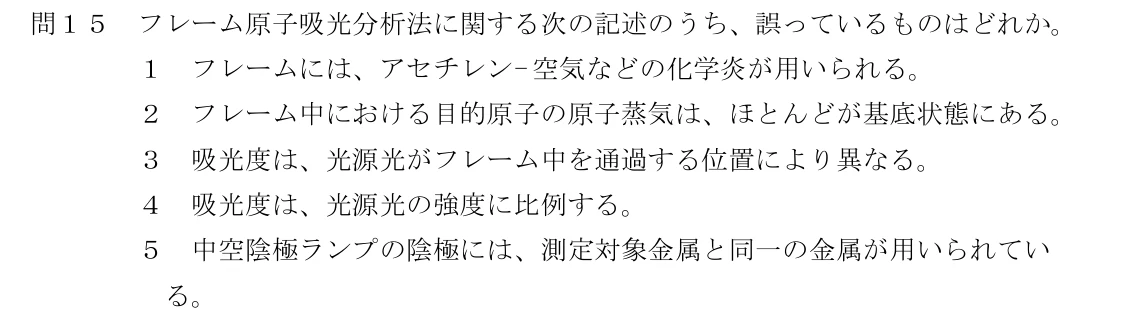 問１５　フレーム原子吸光分析法に関する次の記述のうち、誤っているものはどれか。
１　フレームには、アセチレン−空気などの化学炎が用いられる。
２　フレーム中における目的原子の原子蒸気は、ほとんどが基底状態にある。
３　吸光度は、光源光がフレーム中を通過する位置により異なる。
４　吸光度は、光源光の強度に比例する。
５　中空陰極ランプの陰極には、測定対象金属と同一の金属が用いられてい
る。